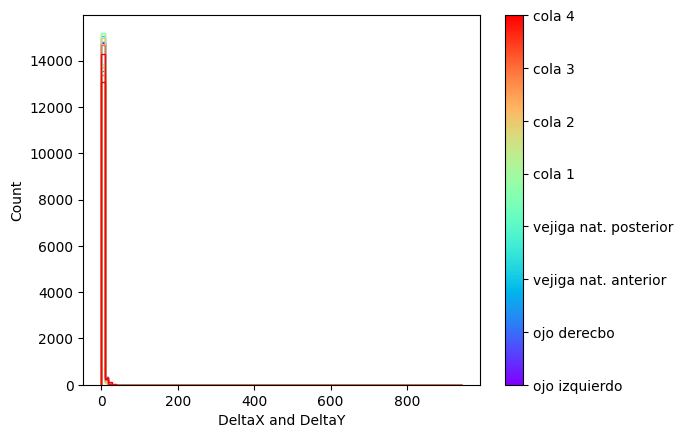 14000
12000
10000
8000
6000
4000
2000
0
Count
0 200 400 600 800
DeltaX and DeltaY
cola 4
cola 3
cola 2
cola 1
vejiga nat. posterior
vejiga nat. anterior
ojo derecbo
ojo izquierdo